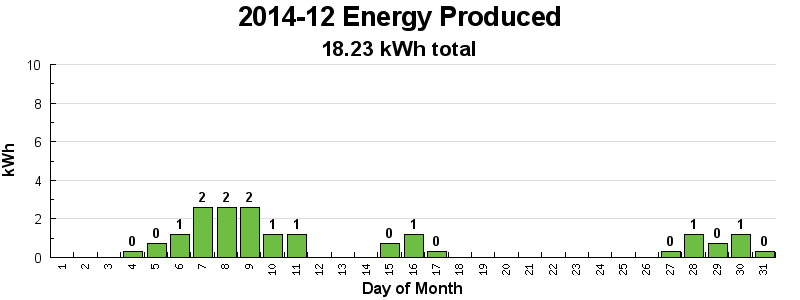 2014-12 Energy Produced
18.23 kWh total
kWh
10
8
6
4
2
0
0 0 1 2 2 2 1 1 0 1 0 0 1 0 1 0
1 2 3 4 5 6 7 8 9 10 11 12 13 14 15 16 17 18 19 20 21 22 23 24 25 26 27 28 29 30 31
Day of Month